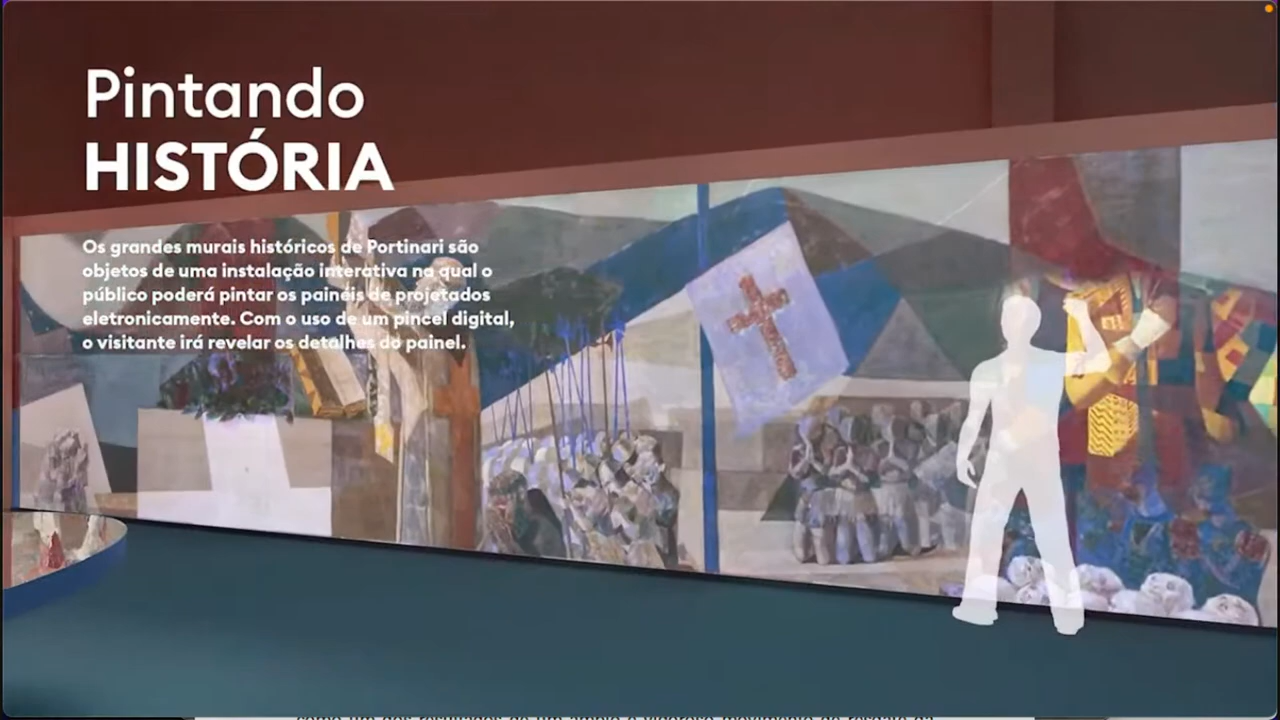 Pintando
HISTÓRIA
Os grandes murais históricos de Portinari são
objetos de uma instalação interativa na qual o
público poderá pintar os painéis de projetados
eletronicamente. Com o uso de um pincel digital,
o visitante irá revelar os detalhes do painel.